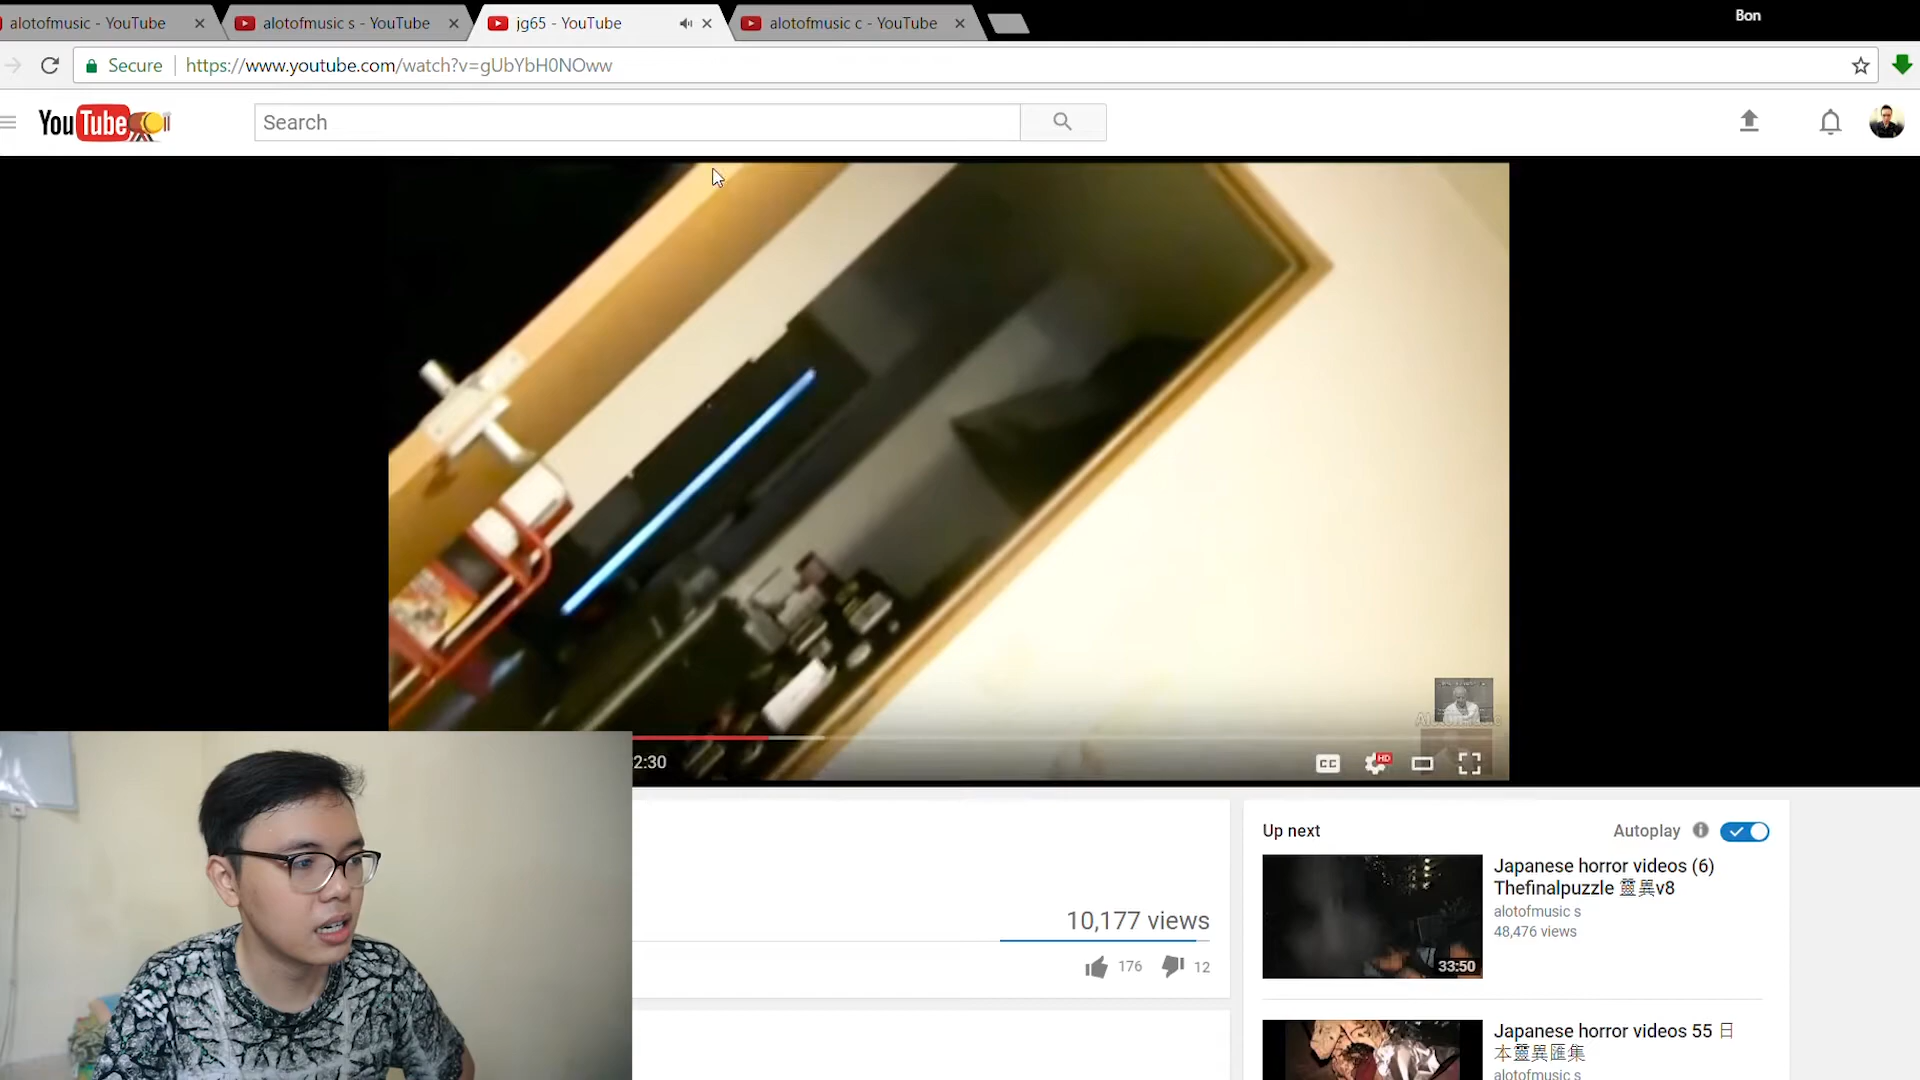 alotofmusic - YouTube
alotofmusic s - YouTube
jg65 - YouTube
alotofmusic c - YouTube
Bon
Secure
https://www.youtube.com/watch?v=gUbYbH0NOww
YouTube
Search
2:30
CC
HD
10,177 views
176
12
Up next
Autoplay
Japanese horror videos (6)
Thefinalpuzzle 靈異v8
alotofmusic s
48,476 views
33:50
Japanese horror videos 55 日
本靈異匯集
alotofmusic s